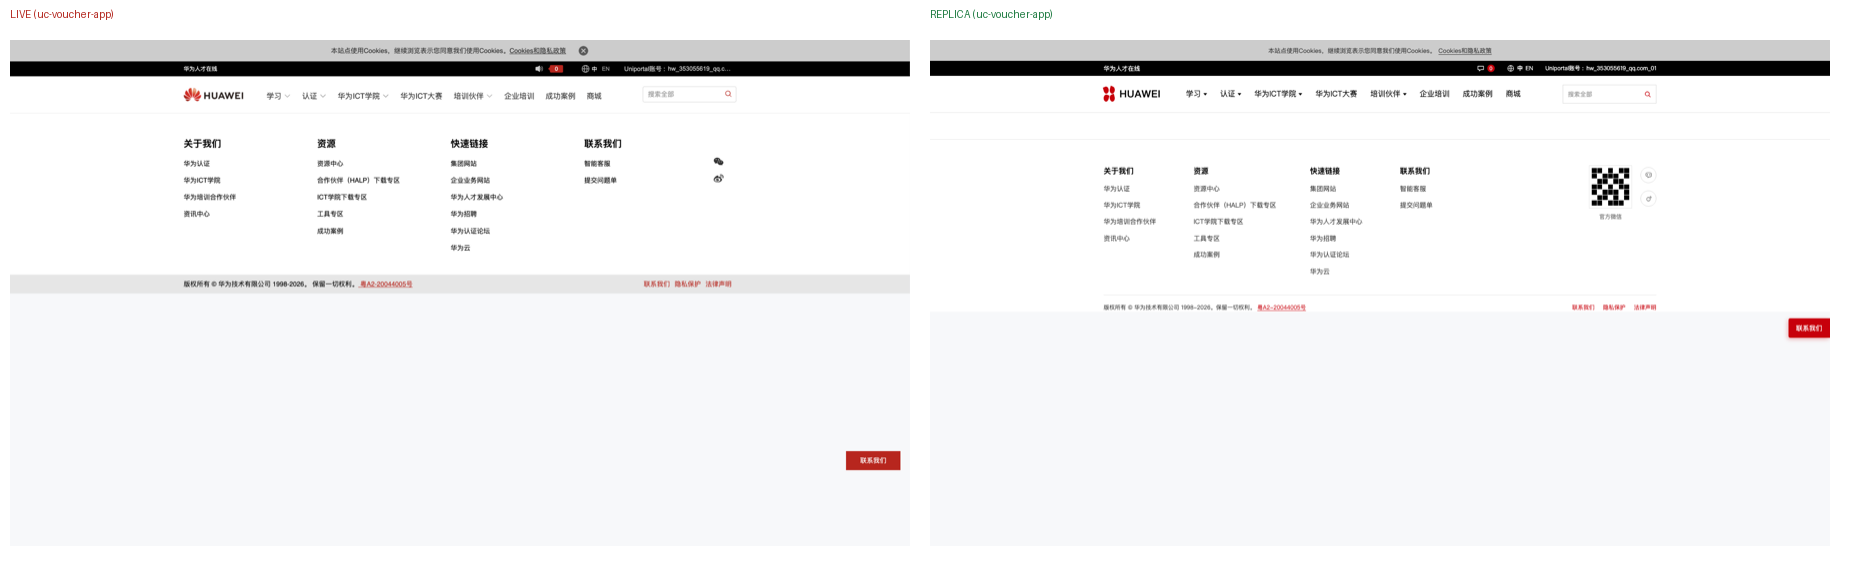 LIVE (uc-voucher-app)
本站点使用Cookies，继续浏览表示您同意我们使用Cookies。Cookies和隐私政策
华为人才在线 0 中 EN Uniportal账号：hw_353055619_qq.c...
HUAWEI 学习 认证 华为ICT学院 华为ICT大赛 培训伙伴 企业培训 成功案例 商城 搜索全部
关于我们 资源 快速链接 联系我们
华为认证 资源中心 集团网站 智能客服
华为ICT学院 合作伙伴（HALP）下载专区 企业业务网站 提交问题单
华为培训合作伙伴 ICT学院下载专区 华为人才发展中心
资讯中心 工具专区 华为招聘
成功案例 华为认证论坛
华为云
版权所有 © 华为技术有限公司 1998-2026。 保留一切权利。粤A2-20044005号 联系我们 隐私保护 法律声明
联系我们
REPLICA (uc-voucher-app)
本站点使用Cookies，继续浏览表示您同意我们使用Cookies。 Cookies和隐私政策
华为人才在线 0 中 EN Uniportal账号：hw_353055619_qq.com_01
HUAWEI 学习 认证 华为ICT学院 华为ICT大赛 培训伙伴 企业培训 成功案例 商城 搜索全部
关于我们 资源 快速链接 联系我们
华为认证 资源中心 集团网站 智能客服
华为ICT学院 合作伙伴（HALP）下载专区 企业业务网站 提交问题单
华为培训合作伙伴 ICT学院下载专区 华为人才发展中心 官方微信
资讯中心 工具专区 华为招聘
成功案例 华为认证论坛
华为云
版权所有 © 华为技术有限公司 1998-2026。保留一切权利。 粤A2-20044005号 联系我们 隐私保护 法律声明
联系我们